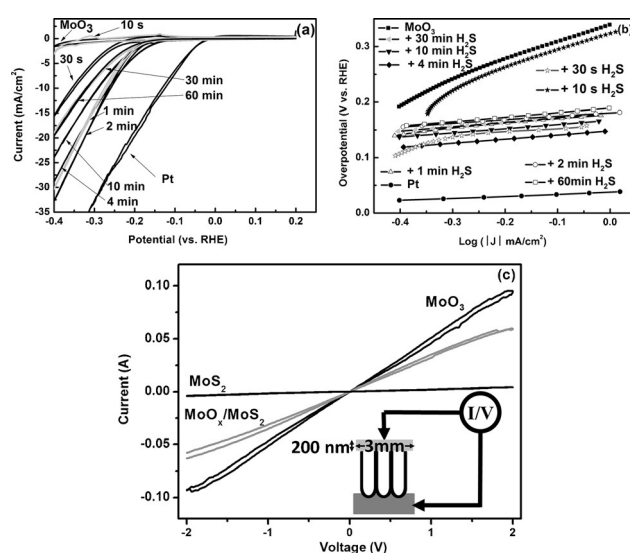 (a)
MoO₃
10 s
30 s
30 min
60 min
1 min
2 min
10 min
4 min
Pt
Current (mA/cm²)
5
0
-5
-10
-15
-20
-25
-30
-35
-0.4 -0.3 -0.2 -0.1 0.0 0.1 0.2
Potential (vs. RHE)
(b)
MoO₃
+ 30 min H₂S
+ 10 min H₂S
+ 4 min H₂S
+ 30 s H₂S
+ 10 s H₂S
+ 1 min H₂S
+ 2 min H₂S
Pt
+ 60min H₂S
Overpotential (V vs. RHE)
0.3
0.2
0.1
0.0
-0.4 -0.3 -0.2 -0.1 0.0
Log (|J| mA/cm²)
(c)
MoO₃
MoS₂
MoOₓ/MoS₂
I/V
200 nm
3mm
Current (A)
0.10
0.05
0.00
-0.05
-0.10
-2 -1 0 1 2
Voltage (V)